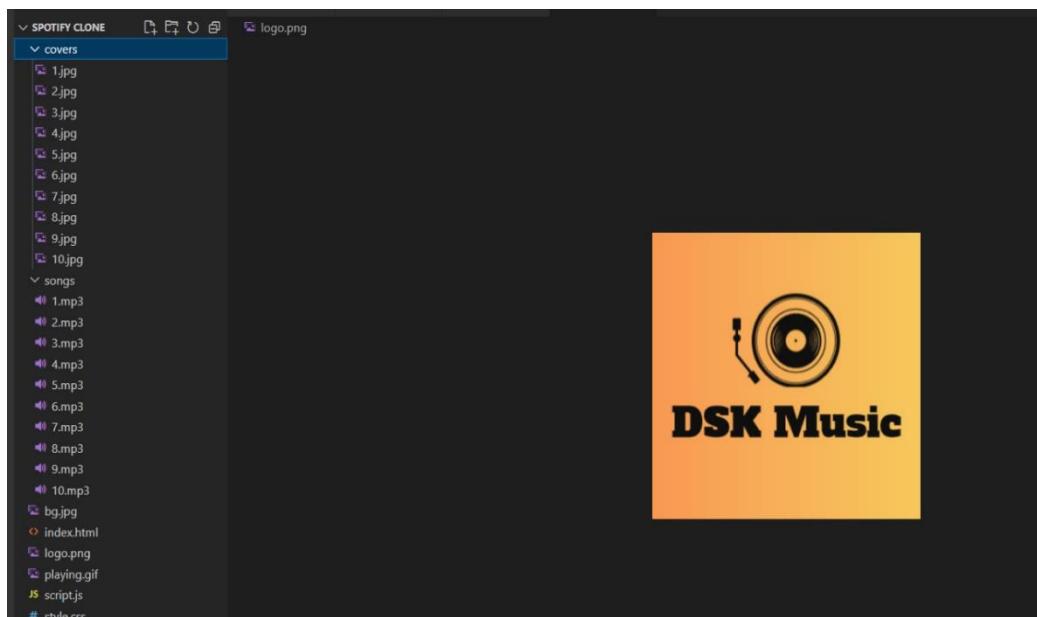 SPOTIFY CLONE
logo.png
covers
1.jpg
2.jpg
3.jpg
4.jpg
5.jpg
6.jpg
7.jpg
8.jpg
9.jpg
10.jpg
songs
1.mp3
2.mp3
3.mp3
4.mp3
5.mp3
6.mp3
7.mp3
8.mp3
9.mp3
10.mp3
bg.jpg
<> index.html
logo.png
playing.gif
JS script.js
# style.css
DSK Music